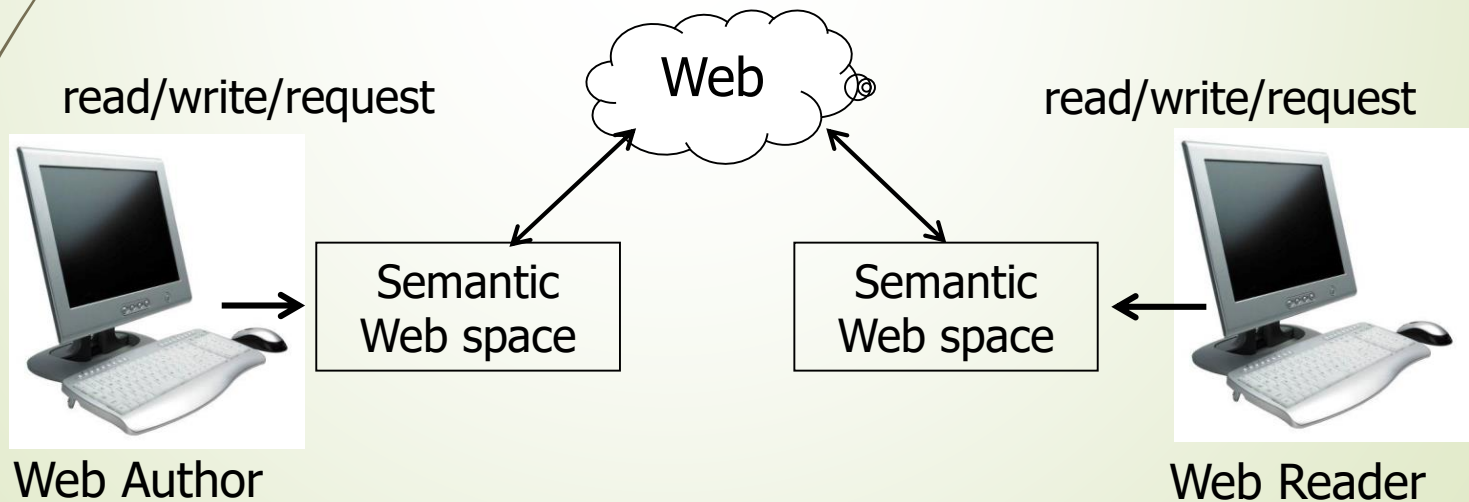 Web
read/write/request
read/write/request
Semantic
Web space
Semantic
Web space
Web Author
Web Reader